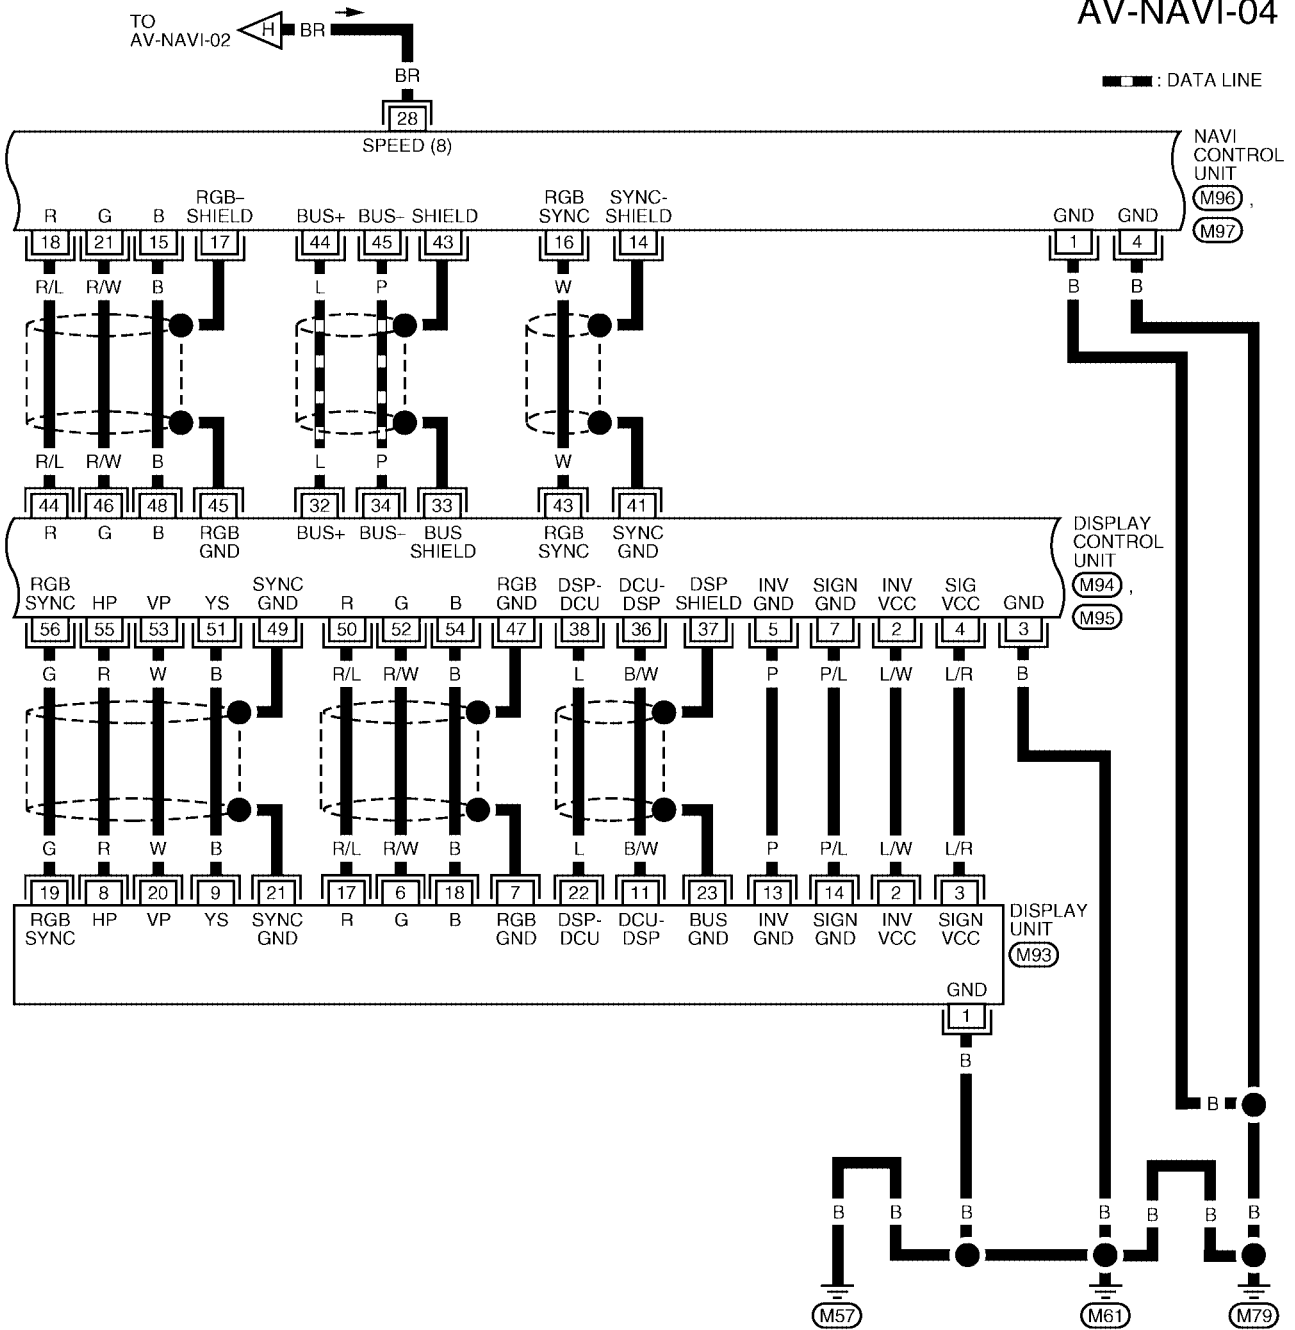 AV-NAVI-04
TO
AV-NAVI-02
H
BR
BR
: DATA LINE
28
SPEED (8)
NAVI
CONTROL
UNIT
M96 ,
M97
R G B RGB–SHIELD BUS+ BUS– SHIELD RGB SYNC SYNC-SHIELD GND GND
18 21 15 17 44 45 43 16 14 1 4
R/L R/W B L P W B B
R/L R/W B L P W
44 46 48 45 32 34 33 43 41
R G B RGB GND BUS+ BUS– BUS SHIELD RGB SYNC SYNC GND
DISPLAY
CONTROL
UNIT
M94 ,
M95
RGB SYNC HP VP YS SYNC GND R G B RGB GND DSP-DCU DCU-DSP DSP SHIELD INV GND SIGN GND INV VCC SIG VCC GND
56 55 53 51 49 50 52 54 47 38 36 37 5 7 2 4 3
G R W B R/L R/W B L B/W P P/L L/W L/R B
G R W B R/L R/W B L B/W P P/L L/W L/R
19 8 20 9 21 17 6 18 7 22 11 23 13 14 2 3
RGB SYNC HP VP YS SYNC GND R G B RGB GND DSP-DCU DCU-DSP BUS GND INV GND SIGN GND INV VCC SIGN VCC
DISPLAY
UNIT
M93
GND
1
B
B
B B B B B B B
M57 M61 M79